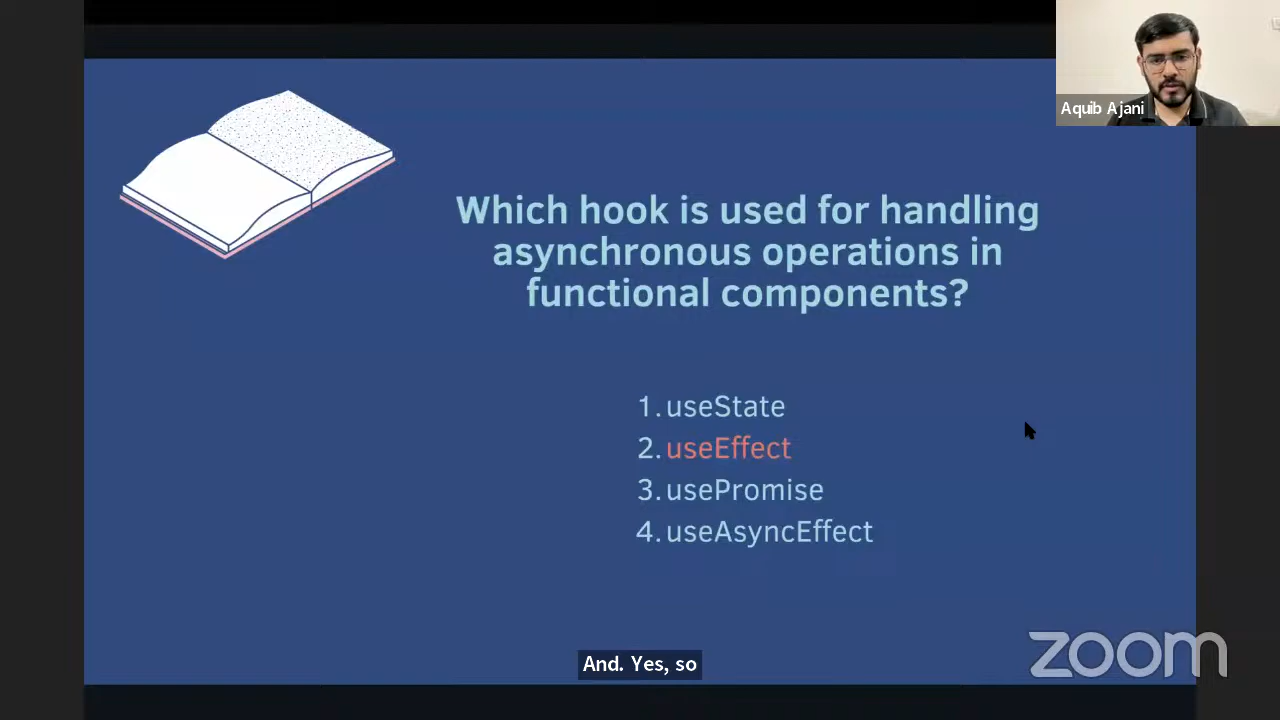 Aquib Ajani
Which hook is used for handling
asynchronous operations in
functional components?
1. useState
2. useEffect
3. usePromise
4. useAsyncEffect
And. Yes, so
zoom